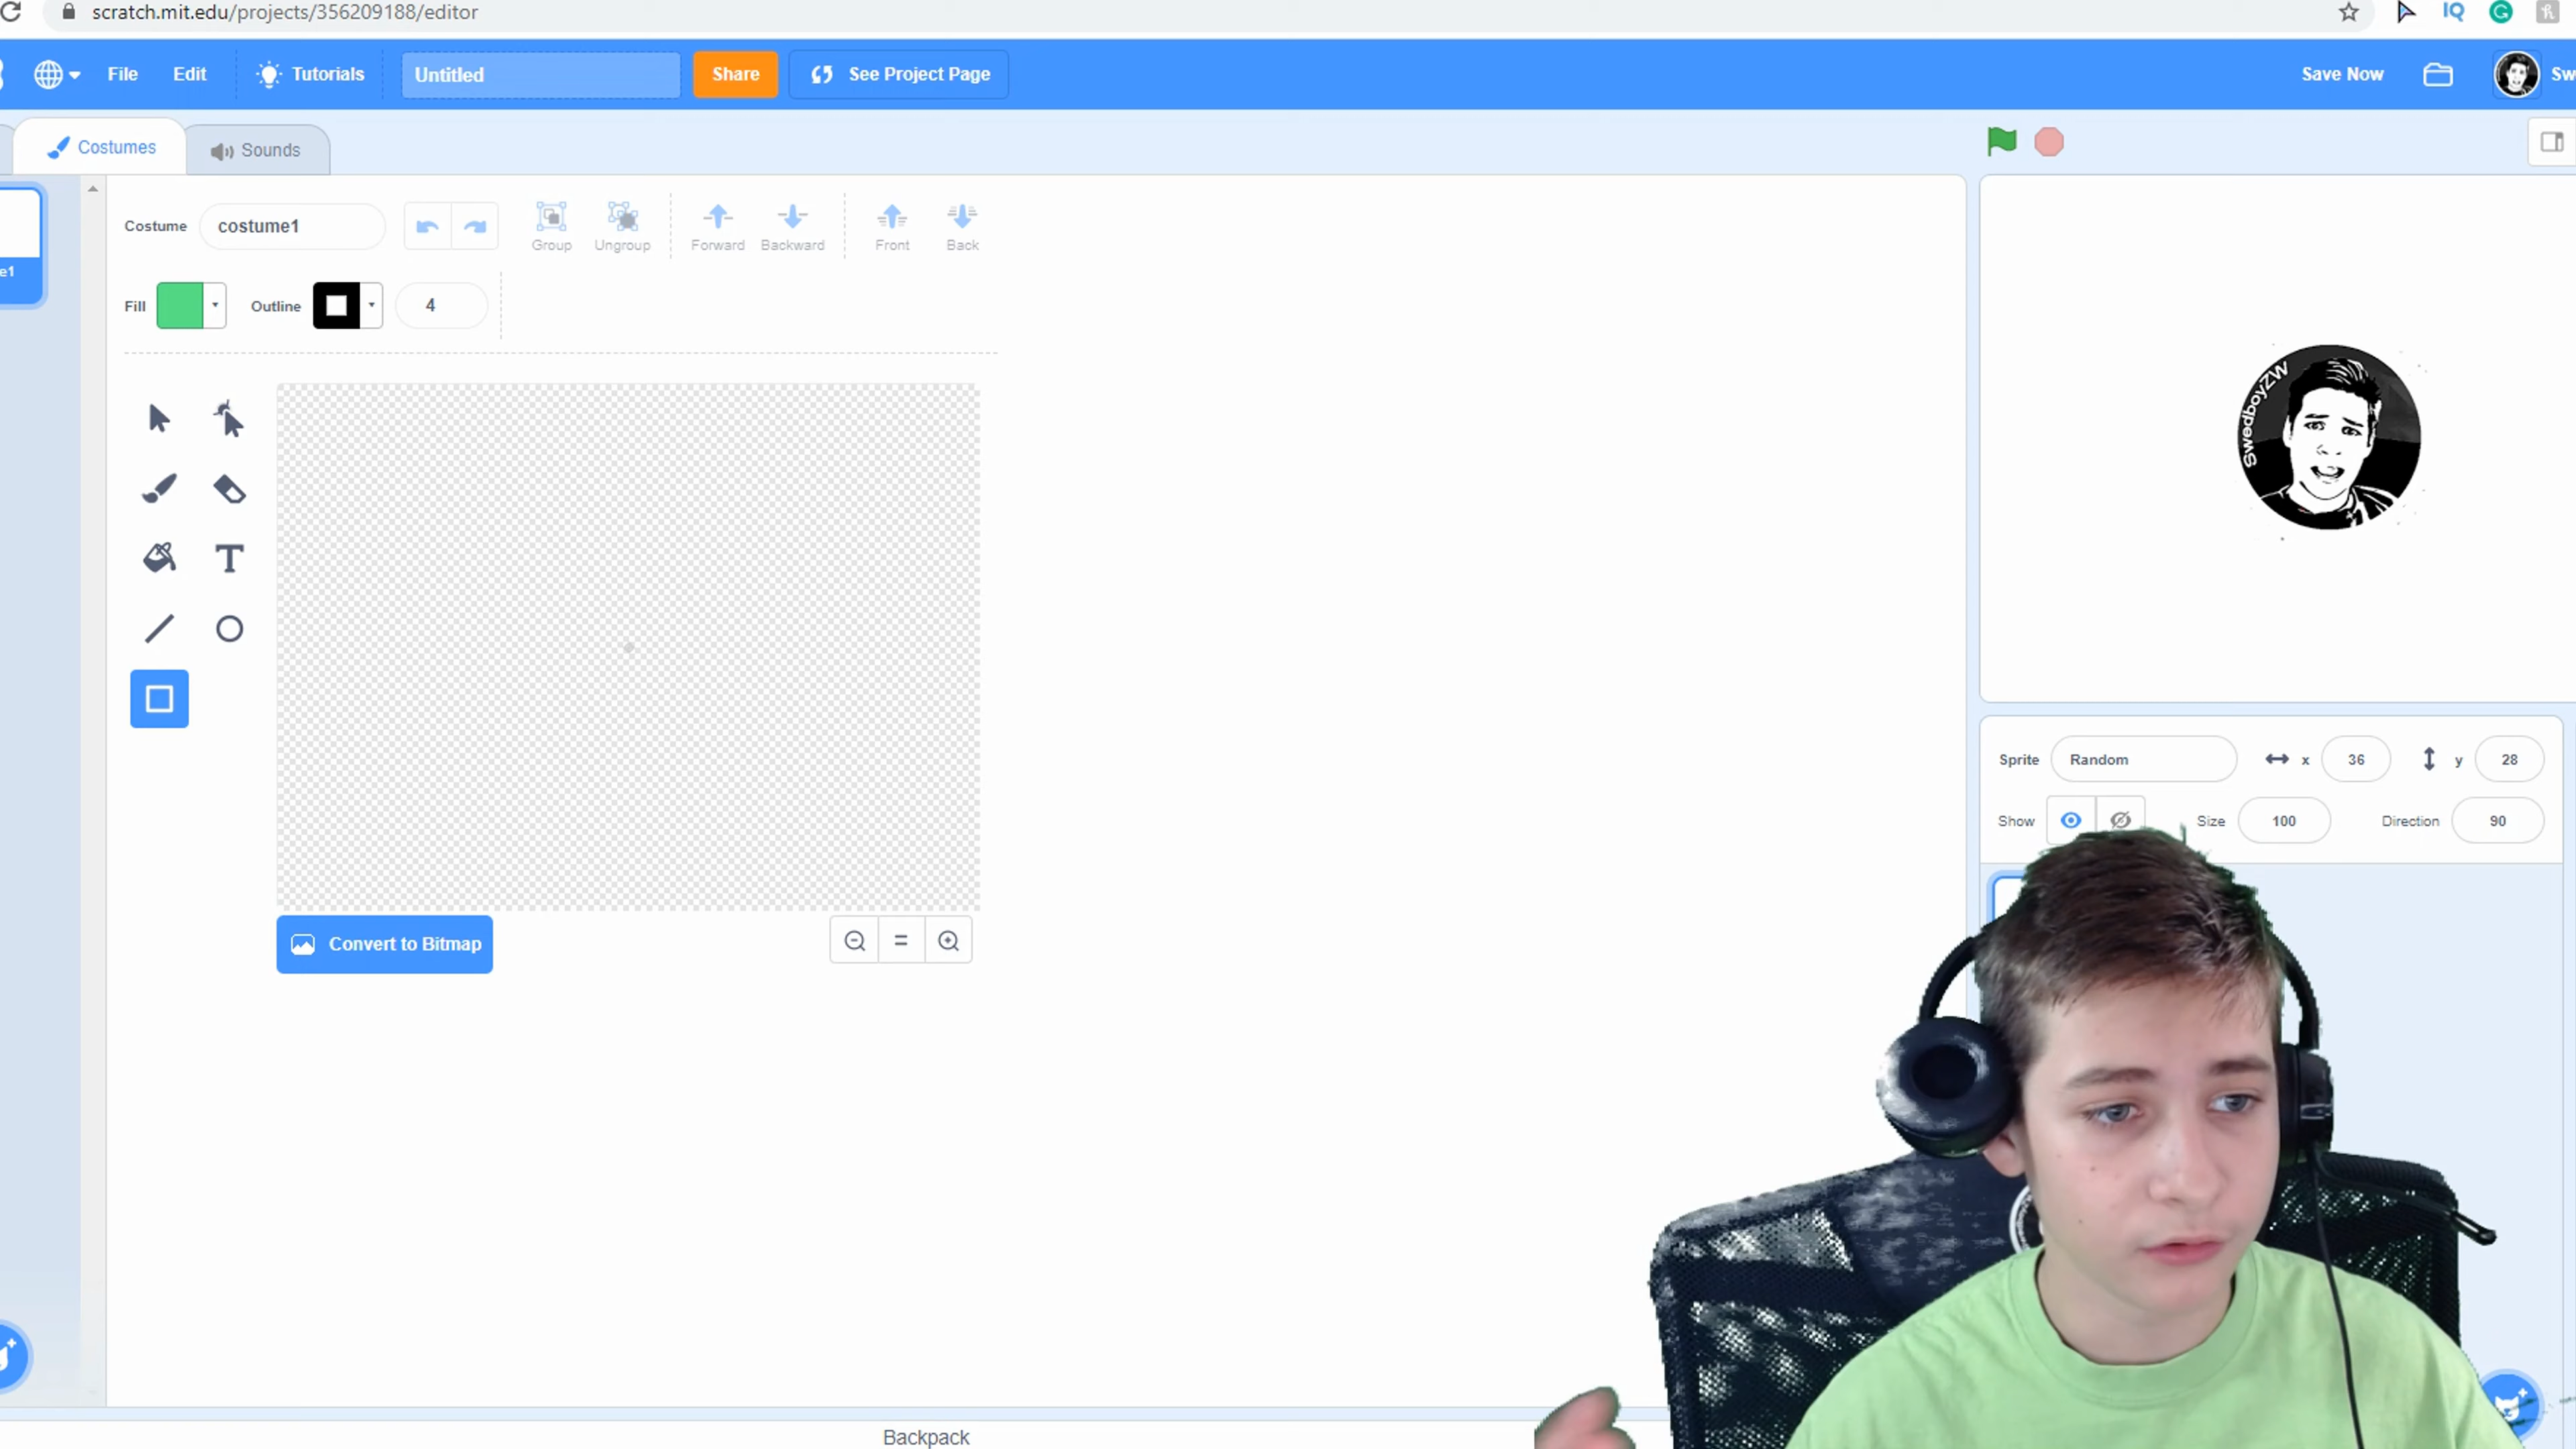 scratch.mit.edu/projects/356209188/editor
IQ
File Edit Tutorials Untitled Share See Project Page Save Now Sw
Costumes Sounds
Costume costume1 Group Ungroup Forward Backward Front Back
e1
Fill Outline 4
T
SwedboyZW
Convert to Bitmap =
Sprite Random x 36 y 28
Show Size 100 Direction 90
Backpack